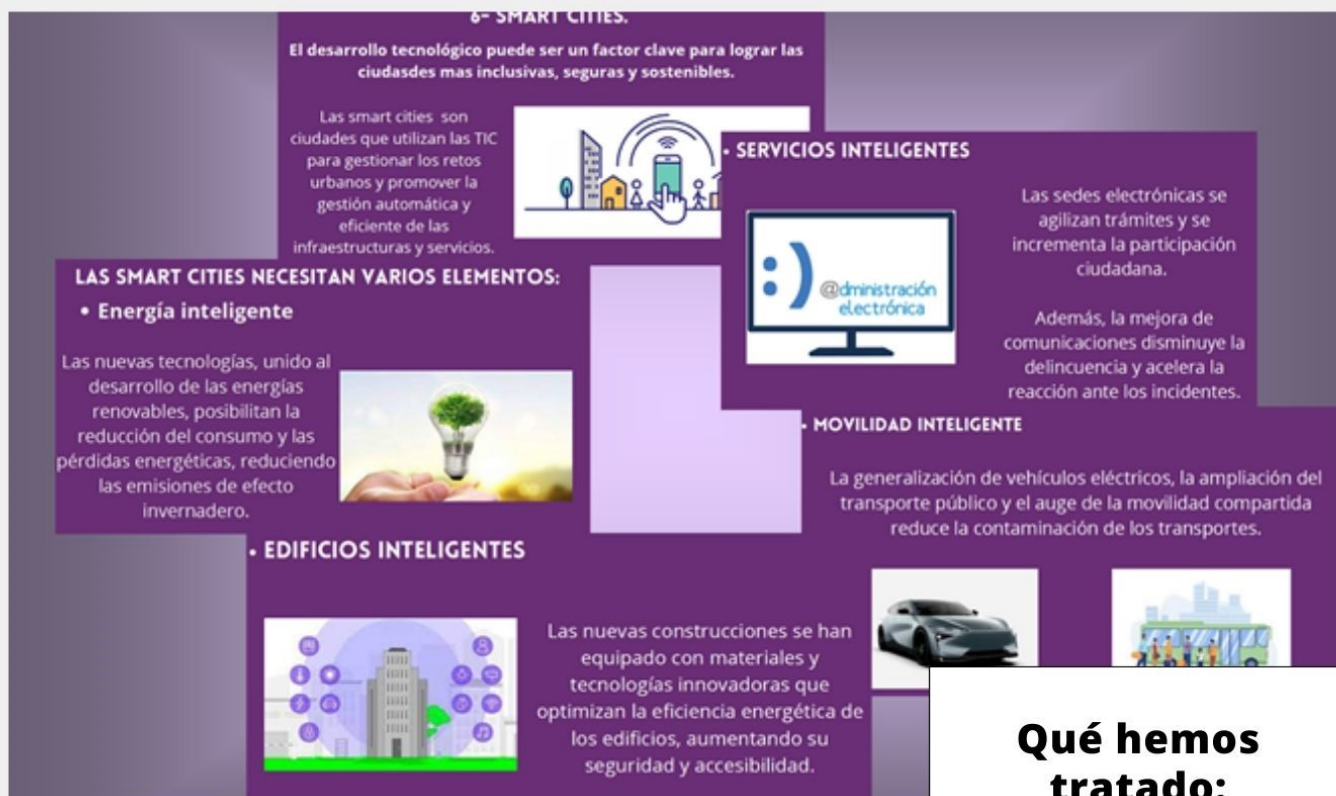 6- SMART CITIES.
El desarrollo tecnológico puede ser un factor clave para lograr las
ciudasdes mas inclusivas, seguras y sostenibles.
Las smart cities son
ciudades que utilizan las TIC
para gestionar los retos
urbanos y promover la
gestión automática y
eficiente de las
infraestructuras y servicios.
• SERVICIOS INTELIGENTES
:) @dministración
electrónica
Las sedes electrónicas se
agilizan trámites y se
incrementa la participación
ciudadana.
Además, la mejora de
comunicaciones disminuye la
delincuencia y acelera la
reacción ante los incidentes.
LAS SMART CITIES NECESITAN VARIOS ELEMENTOS:
• Energía inteligente
Las nuevas tecnologías, unido al
desarrollo de las energías
renovables, posibilitan la
reducción del consumo y las
pérdidas energéticas, reduciendo
las emisiones de efecto
invernadero.
• MOVILIDAD INTELIGENTE
La generalización de vehículos eléctricos, la ampliación del
transporte público y el auge de la movilidad compartida
reduce la contaminación de los transportes.
• EDIFICIOS INTELIGENTES
Las nuevas construcciones se han
equipado con materiales y
tecnologías innovadoras que
optimizan la eficiencia energética de
los edificios, aumentando su
seguridad y accesibilidad.
Qué hemos
tratado: